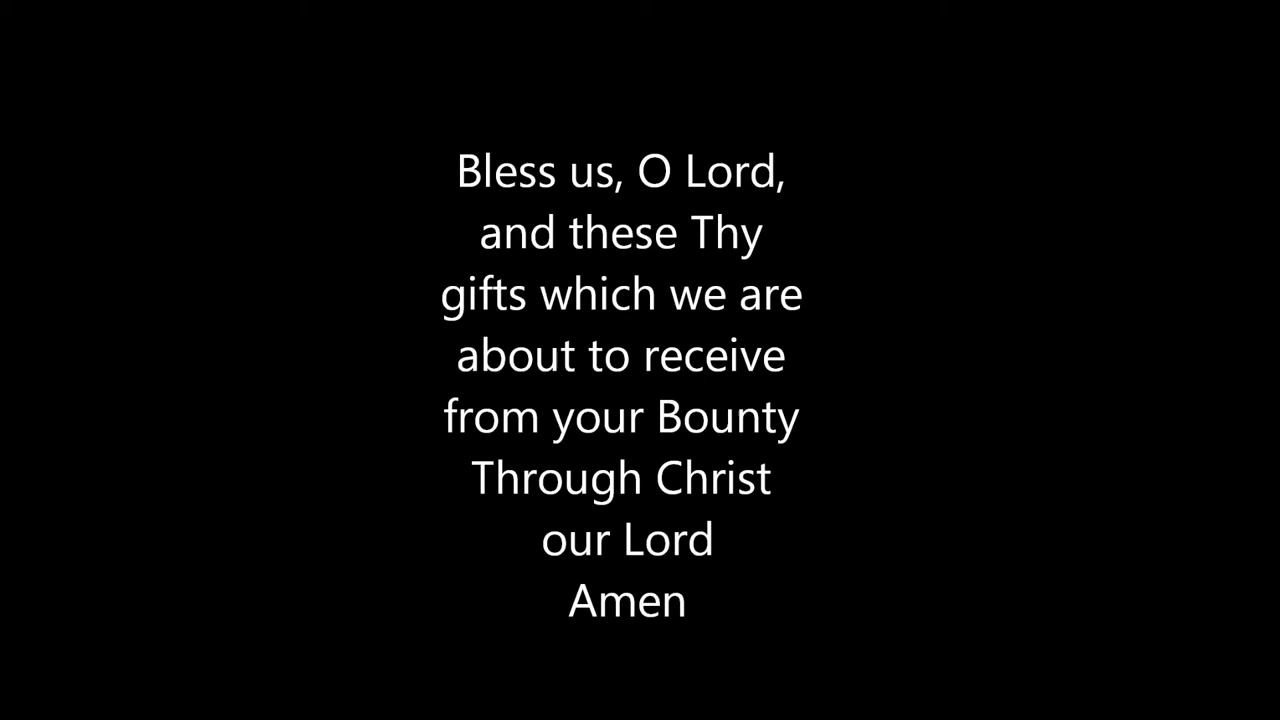 Bless us, O Lord,
and these Thy
gifts which we are
about to receive
from your Bounty
Through Christ
our Lord
Amen